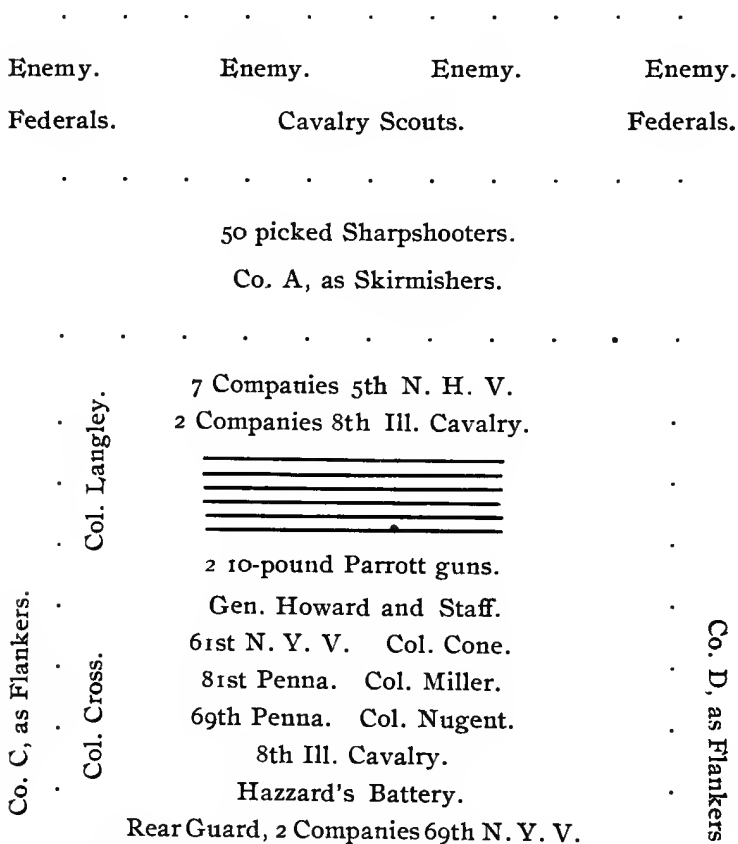 Enemy. Enemy. Enemy. Enemy.
Federals. Cavalry Scouts. Federals.
50 picked Sharpshooters.
Co. A, as Skirmishers.
7 Companies 5th N. H. V.
2 Companies 8th Ill. Cavalry.
Col. Langley.
2 10-pound Parrott guns.
Gen. Howard and Staff.
61st N. Y. V. Col. Cone.
81st Penna. Col. Miller.
69th Penna. Col. Nugent.
8th Ill. Cavalry.
Hazzard's Battery.
Rear Guard, 2 Companies 69th N. Y. V.
Co. C, as Flankers.
Col. Cross.
Co. D, as Flankers